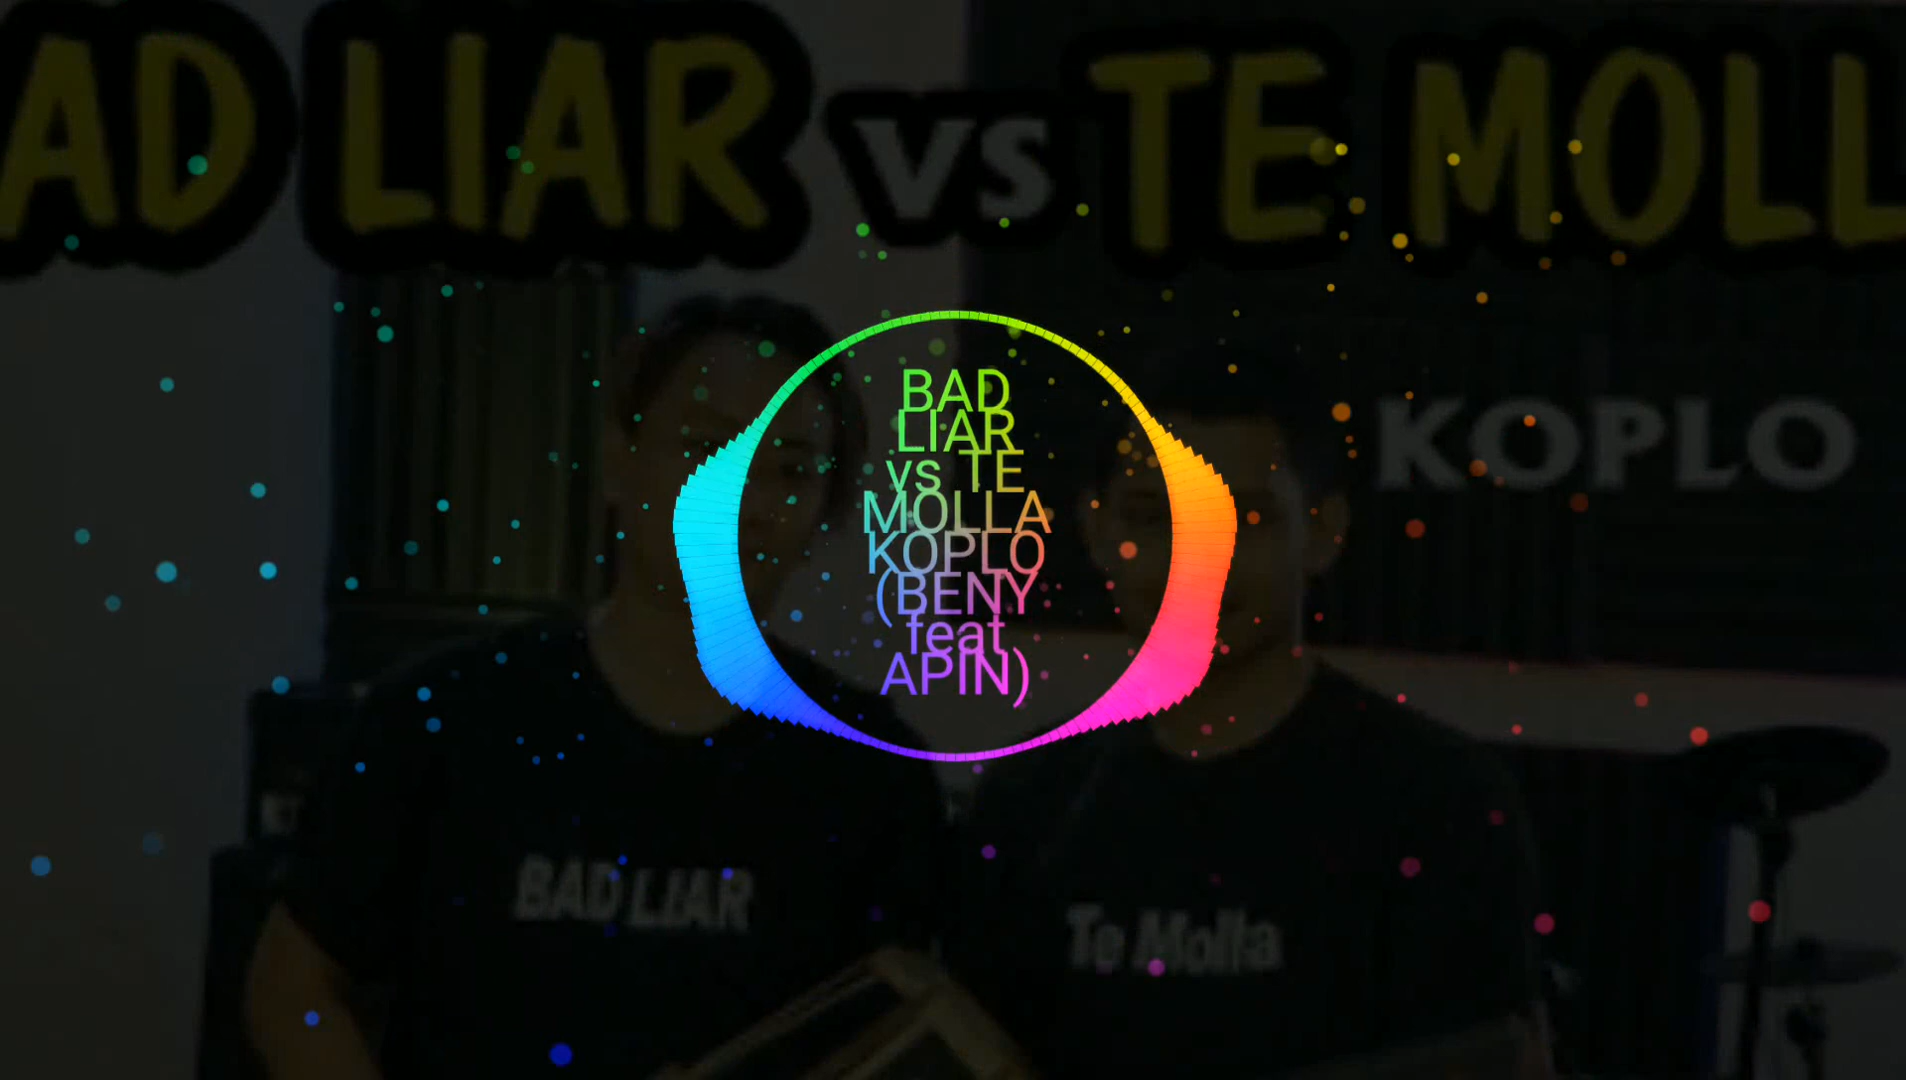 AD LIAR VS TE MOLL
KOPLO
BAD
LIAR
vs TE
MOLLA
KOPLO
(BENY
feat
APIN)
BAD LIAR
Te Molla